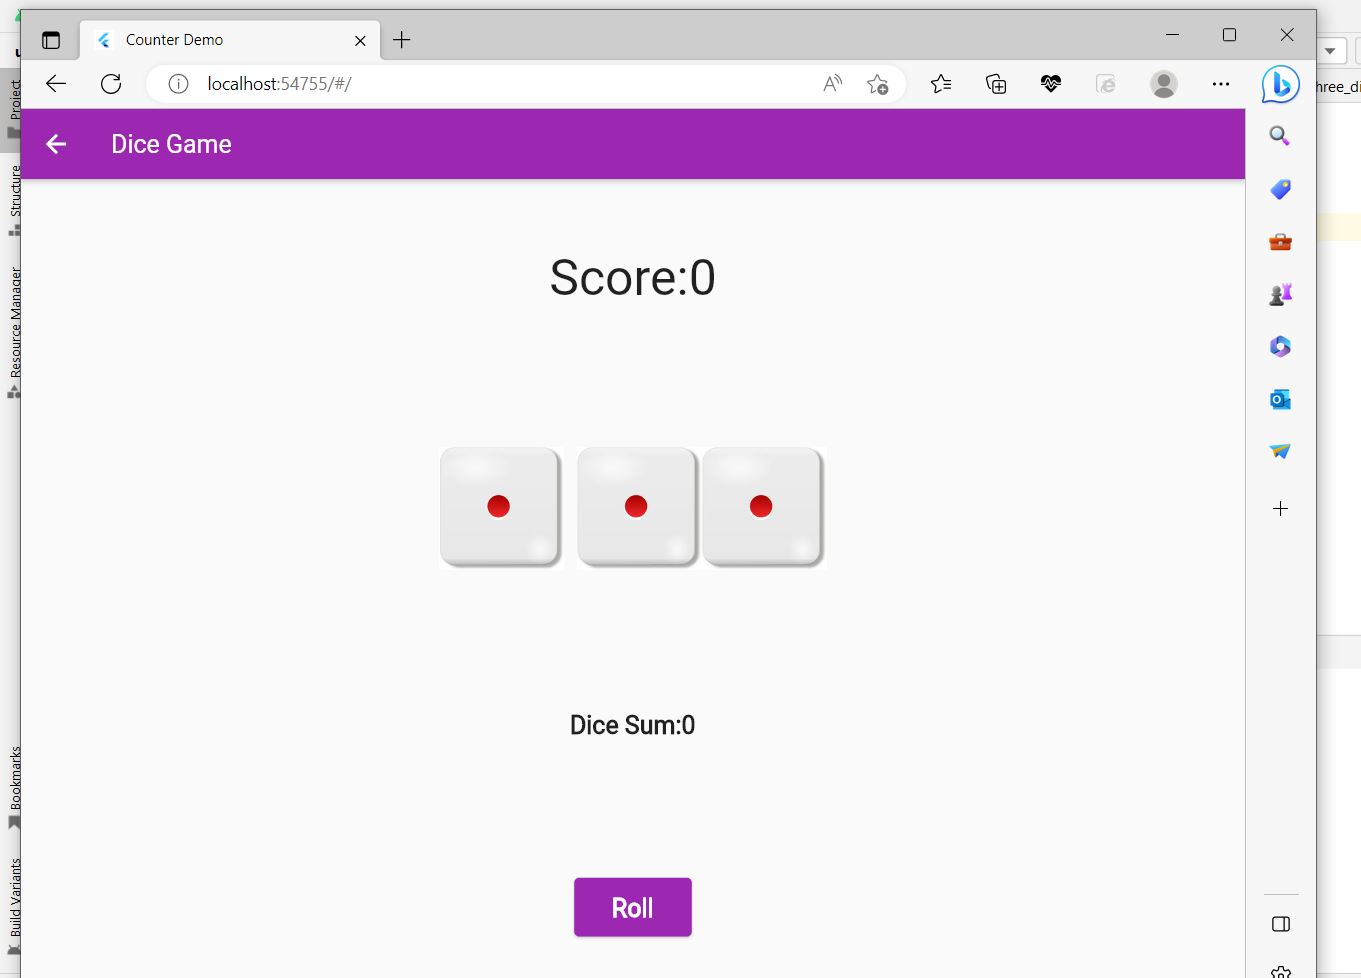 Counter Demo
localhost:54755/#/
Dice Game
Score:0
Dice Sum:0
Roll
Project
Structure
Resource Manager
Bookmarks
Build Variants